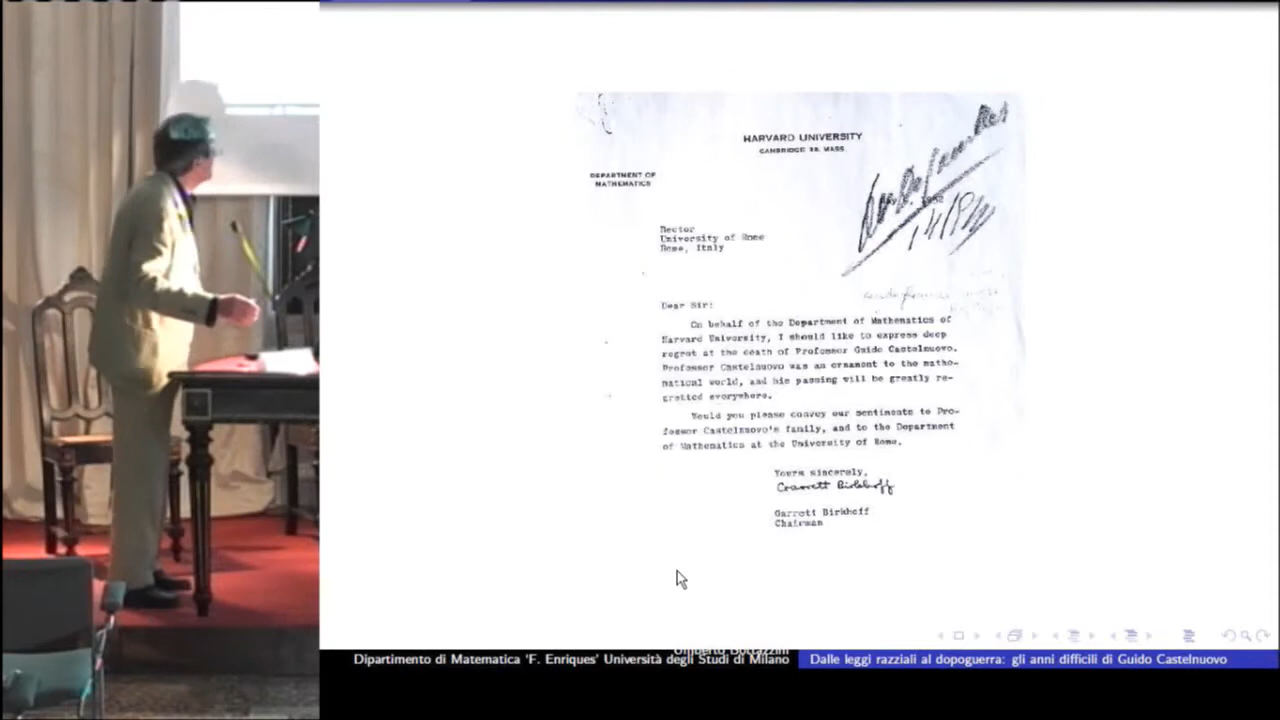 HARVARD UNIVERSITY
CAMBRIDGE 38, MASS.
DEPARTMENT OF
MATHEMATICS
Rector
University of Rome
Rome, Italy
Dear Sir:
On behalf of the Department of Mathematics of
Harvard University, I should like to express deep
regret at the death of Professor Guido Castelnuovo.
Professor Castelnuovo was an ornament to the mathe-
matical world, and his passing will be greatly re-
gretted everywhere.
Would you please convey our sentiments to Pro-
fessor Castelnuovo's family, and to the Department
of Mathematics at the University of Rome.
Yours sincerely,
Garrett Birkhoff
Garrett Birkhoff
Chairman
Umberto Bottazzini
Dipartimento di Matematica 'F. Enriques' Università degli Studi di Milano
Dalle leggi razziali al dopoguerra: gli anni difficili di Guido Castelnuovo